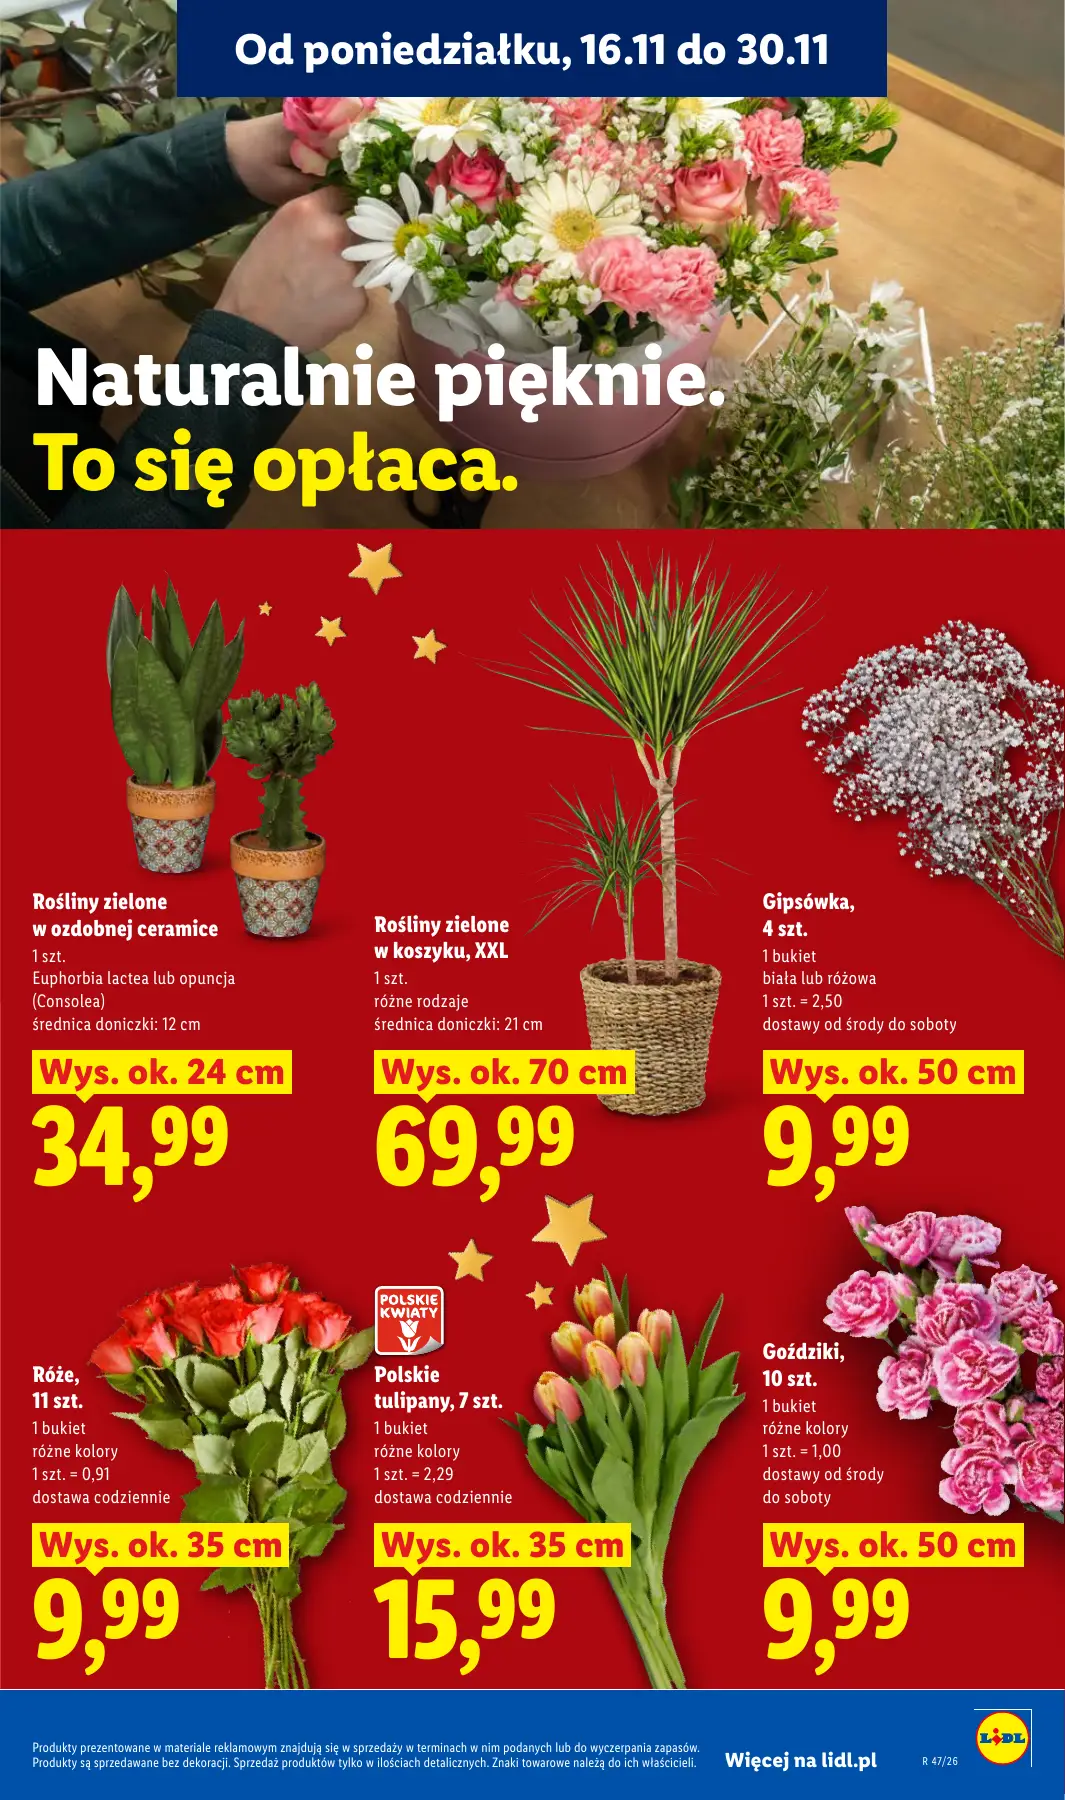 Od poniedziałku, 16.11 do 30.11
Naturalnie pięknie.
To się opłaca.
Rośliny zielone
w ozdobnej ceramice
1 szt.
Euphorbia lactea lub opuncja
(Consolea)
średnica doniczki: 12 cm
Wys. ok. 24 cm
34,99
Rośliny zielone
w koszyku, XXL
1 szt.
różne rodzaje
średnica doniczki: 21 cm
Wys. ok. 70 cm
69,99
Gipsówka,
4 szt.
1 bukiet
biała lub różowa
1 szt. = 2,50
dostawy od środy do soboty
Wys. ok. 50 cm
9,99
Róże,
11 szt.
1 bukiet
różne kolory
1 szt. = 0,91
dostawa codziennie
Wys. ok. 35 cm
9,99
POLSKIE
KWIATY
Polskie
tulipany, 7 szt.
1 bukiet
różne kolory
1 szt. = 2,29
dostawa codziennie
Wys. ok. 35 cm
15,99
Goździki,
10 szt.
1 bukiet
różne kolory
1 szt. = 1,00
dostawy od środy
do soboty
Wys. ok. 50 cm
9,99
Produkty prezentowane w materiale reklamowym znajdują się w sprzedaży w terminach w nim podanych lub do wyczerpania zapasów.
Produkty są sprzedawane bez dekoracji. Sprzedaż produktów tylko w ilościach detalicznych. Znaki towarowe należą do ich właścicieli.
Więcej na lidl.pl
R 47/26
LIDL